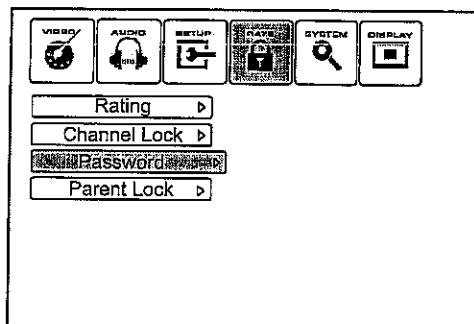 VIDEO AUDIO SETUP RATE SYSTEM DISPLAY
Rating
Channel Lock
Password
Parent Lock